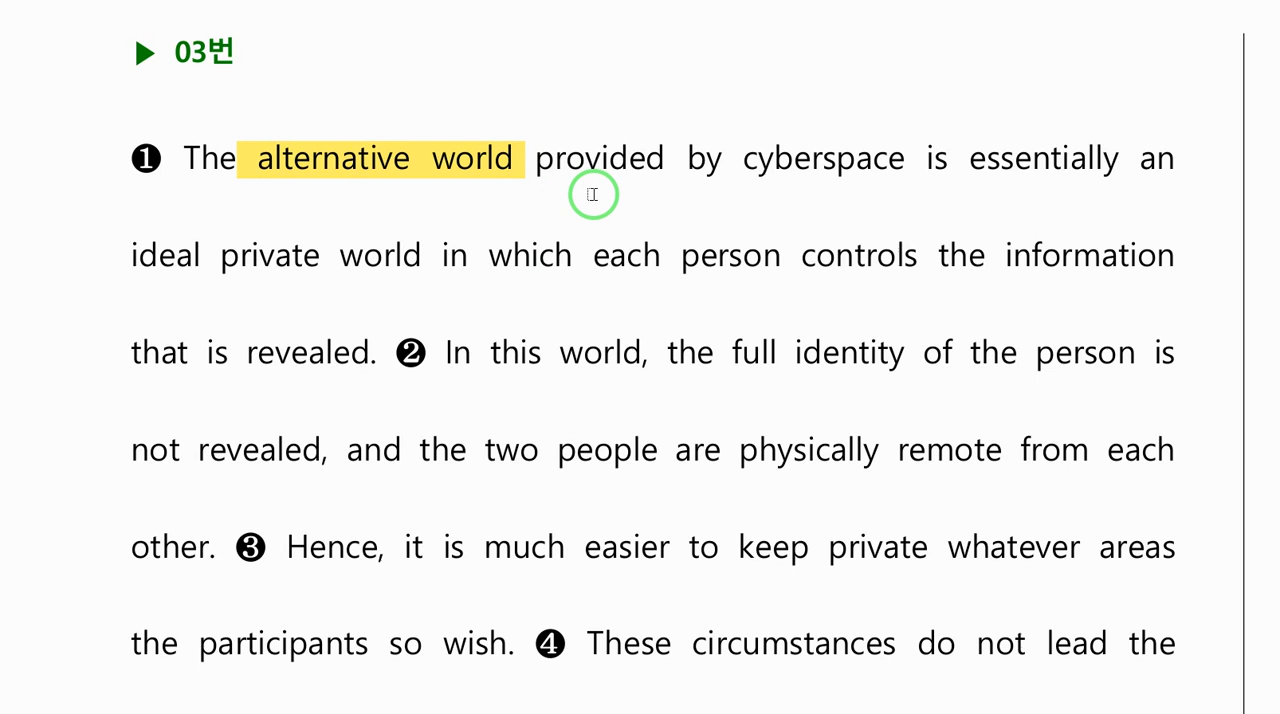 ▶ 03번
❶ The alternative world provided by cyberspace is essentially an
ideal private world in which each person controls the information
that is revealed. ❷ In this world, the full identity of the person is
not revealed, and the two people are physically remote from each
other. ❸ Hence, it is much easier to keep private whatever areas
the participants so wish. ❹ These circumstances do not lead the